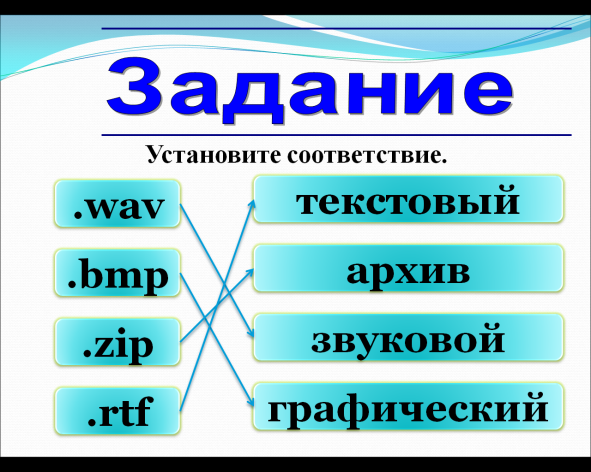 Задание
Установите соответствие.
.wav
текстовый
.bmp
архив
.zip
звуковой
.rtf
графический